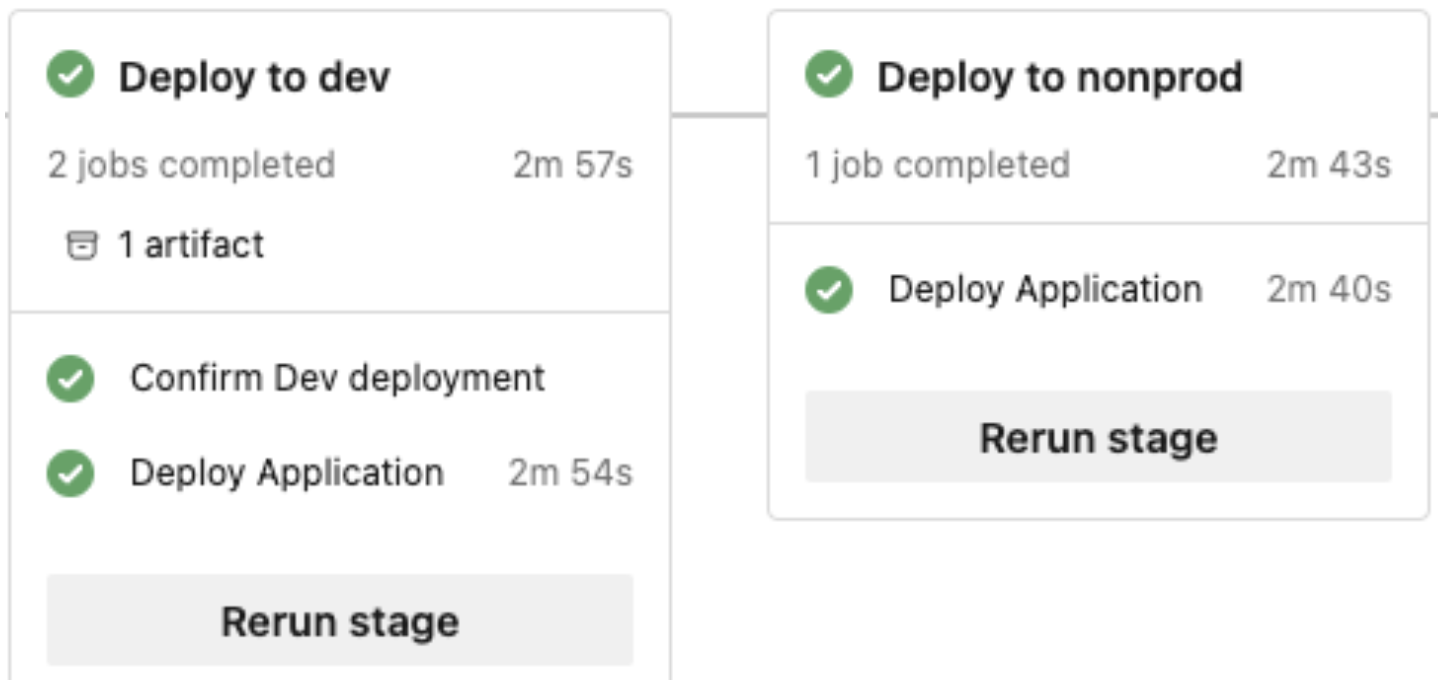 Deploy to dev
2 jobs completed 2m 57s
1 artifact
Confirm Dev deployment
Deploy Application 2m 54s
Rerun stage
Deploy to nonprod
1 job completed 2m 43s
Deploy Application 2m 40s
Rerun stage